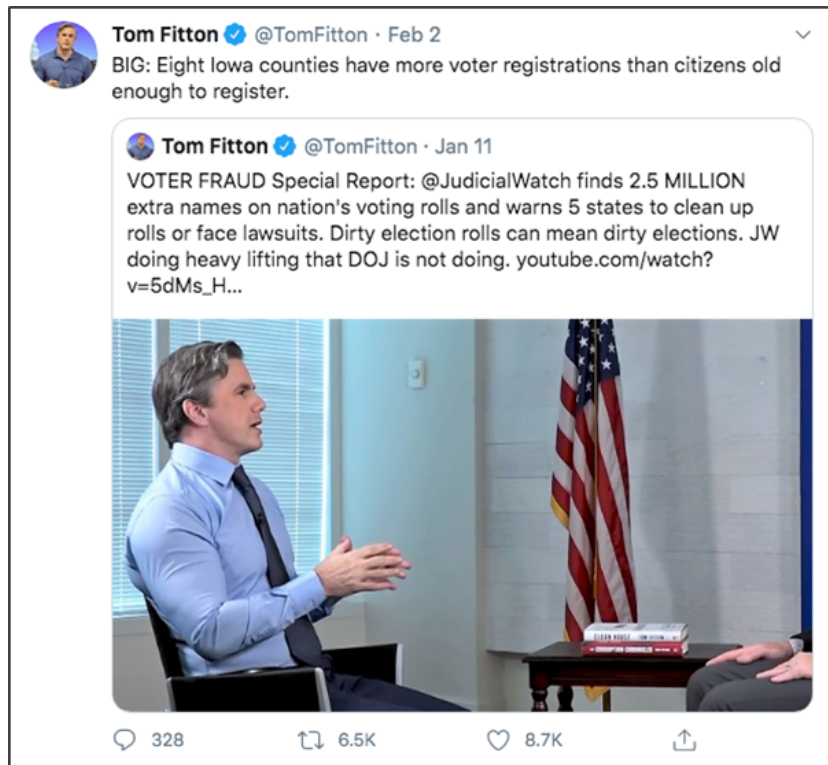 Tom Fitton @TomFitton · Feb 2
BIG: Eight Iowa counties have more voter registrations than citizens old
enough to register.
Tom Fitton @TomFitton · Jan 11
VOTER FRAUD Special Report: @JudicialWatch finds 2.5 MILLION
extra names on nation's voting rolls and warns 5 states to clean up
rolls or face lawsuits. Dirty election rolls can mean dirty elections. JW
doing heavy lifting that DOJ is not doing. youtube.com/watch?
v=5dMs_H...
CLEAN HOUSE TOM FITTON
CORRUPTION CHRONICLES
328 6.5K 8.7K